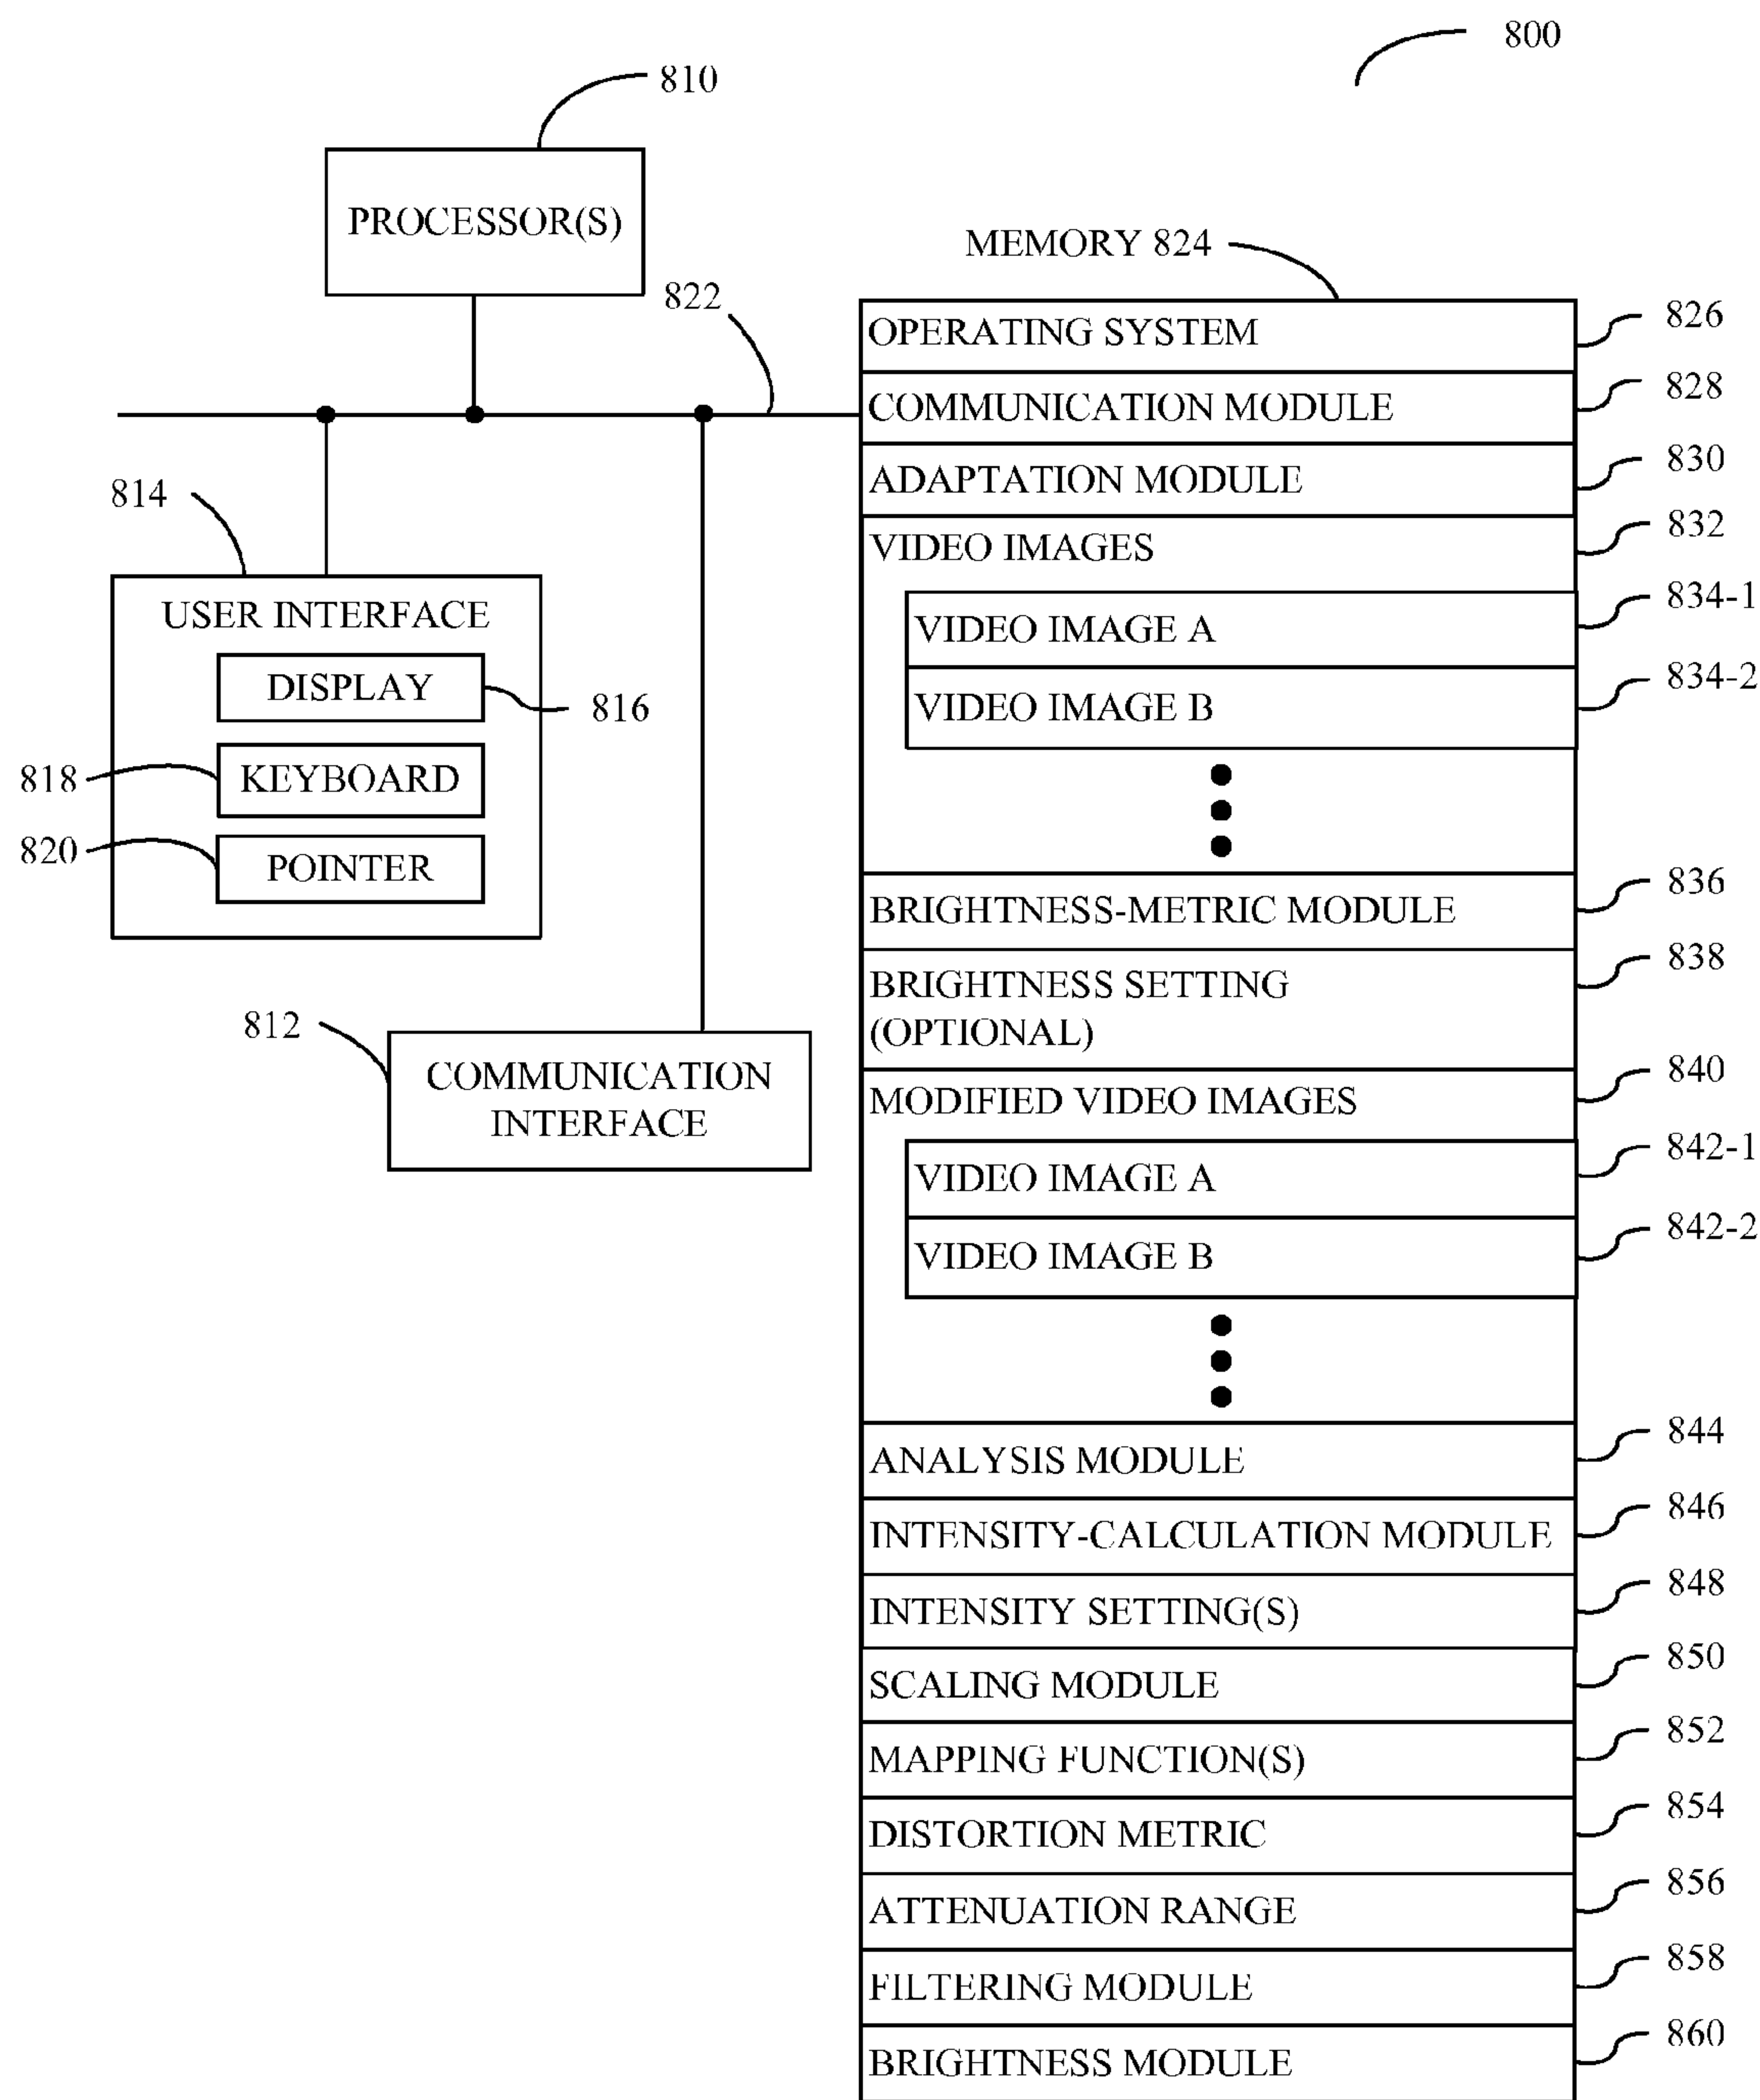 800
810
PROCESSOR(S)
MEMORY 824
822
OPERATING SYSTEM
826
COMMUNICATION MODULE
828
ADAPTATION MODULE
830
VIDEO IMAGES
832
VIDEO IMAGE A
834-1
VIDEO IMAGE B
834-2
814
USER INTERFACE
DISPLAY
816
818
KEYBOARD
820
POINTER
BRIGHTNESS-METRIC MODULE
836
BRIGHTNESS SETTING
(OPTIONAL)
838
812
COMMUNICATION
INTERFACE
MODIFIED VIDEO IMAGES
840
VIDEO IMAGE A
842-1
VIDEO IMAGE B
842-2
ANALYSIS MODULE
844
INTENSITY-CALCULATION MODULE
846
INTENSITY SETTING(S)
848
SCALING MODULE
850
MAPPING FUNCTION(S)
852
DISTORTION METRIC
854
ATTENUATION RANGE
856
FILTERING MODULE
858
BRIGHTNESS MODULE
860